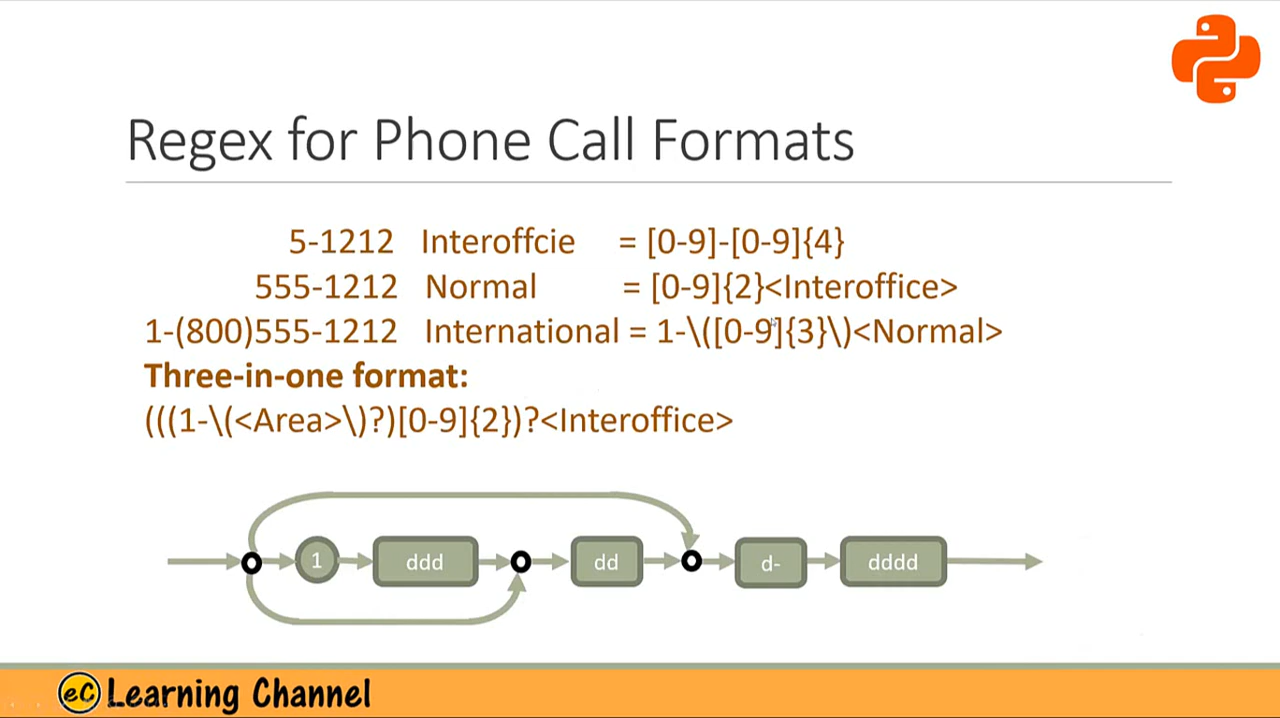 Regex for Phone Call Formats
5-1212 Interoffcie = [0-9]-[0-9]{4}
555-1212 Normal = [0-9]{2}<Interoffice>
1-(800)555-1212 International = 1-\([0-9]{3}\)<Normal>
Three-in-one format:
(((1-\(<Area>\)?)[0-9]{2})?<Interoffice>
1 ddd dd d- dddd
eC Learning Channel